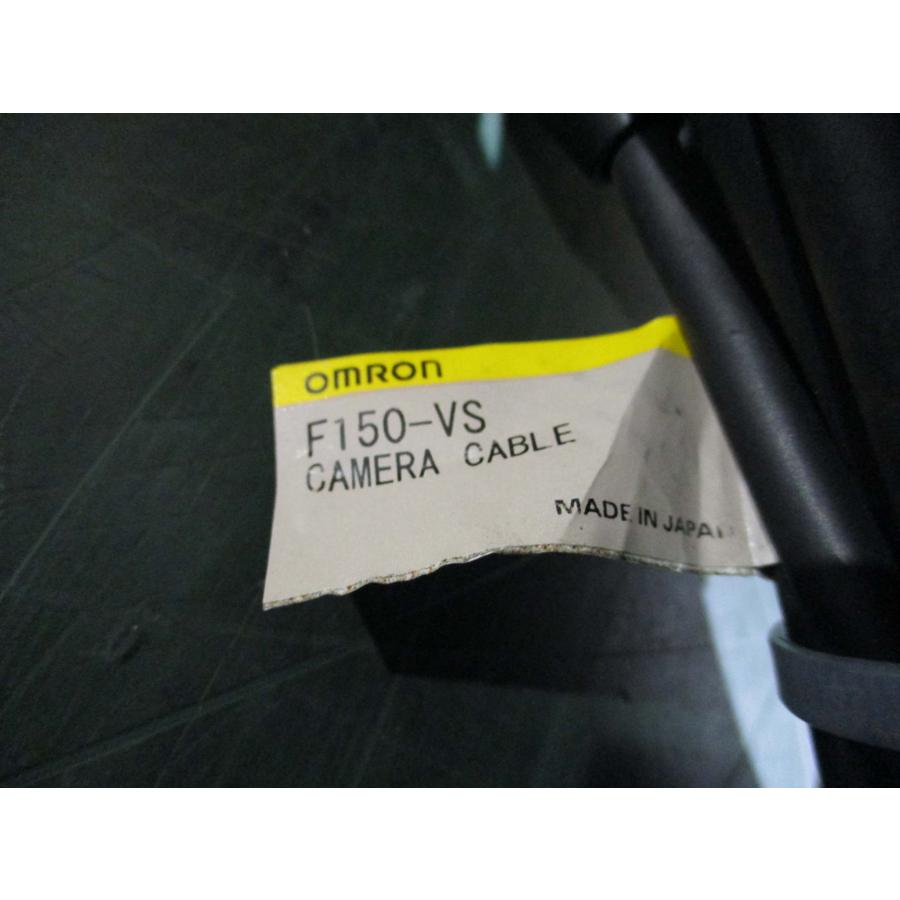 OMRON
F150-VS
CAMERA CABLE
MADE IN JAPAN